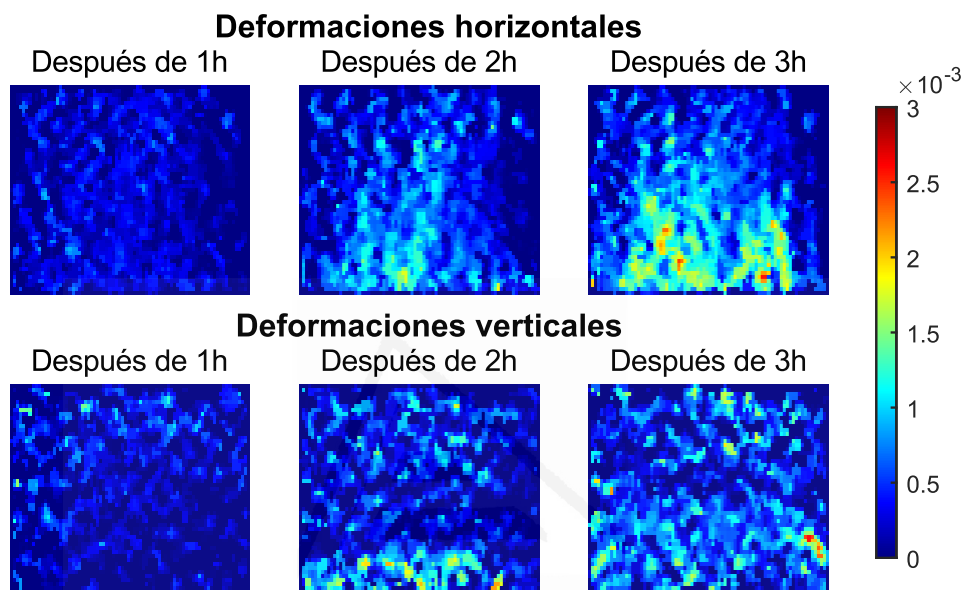 Deformaciones horizontales
Después de 1h
Después de 2h
Después de 3h
Deformaciones verticales
Después de 1h
Después de 2h
Después de 3h
× 10-3
3
2.5
2
1.5
1
0.5
0